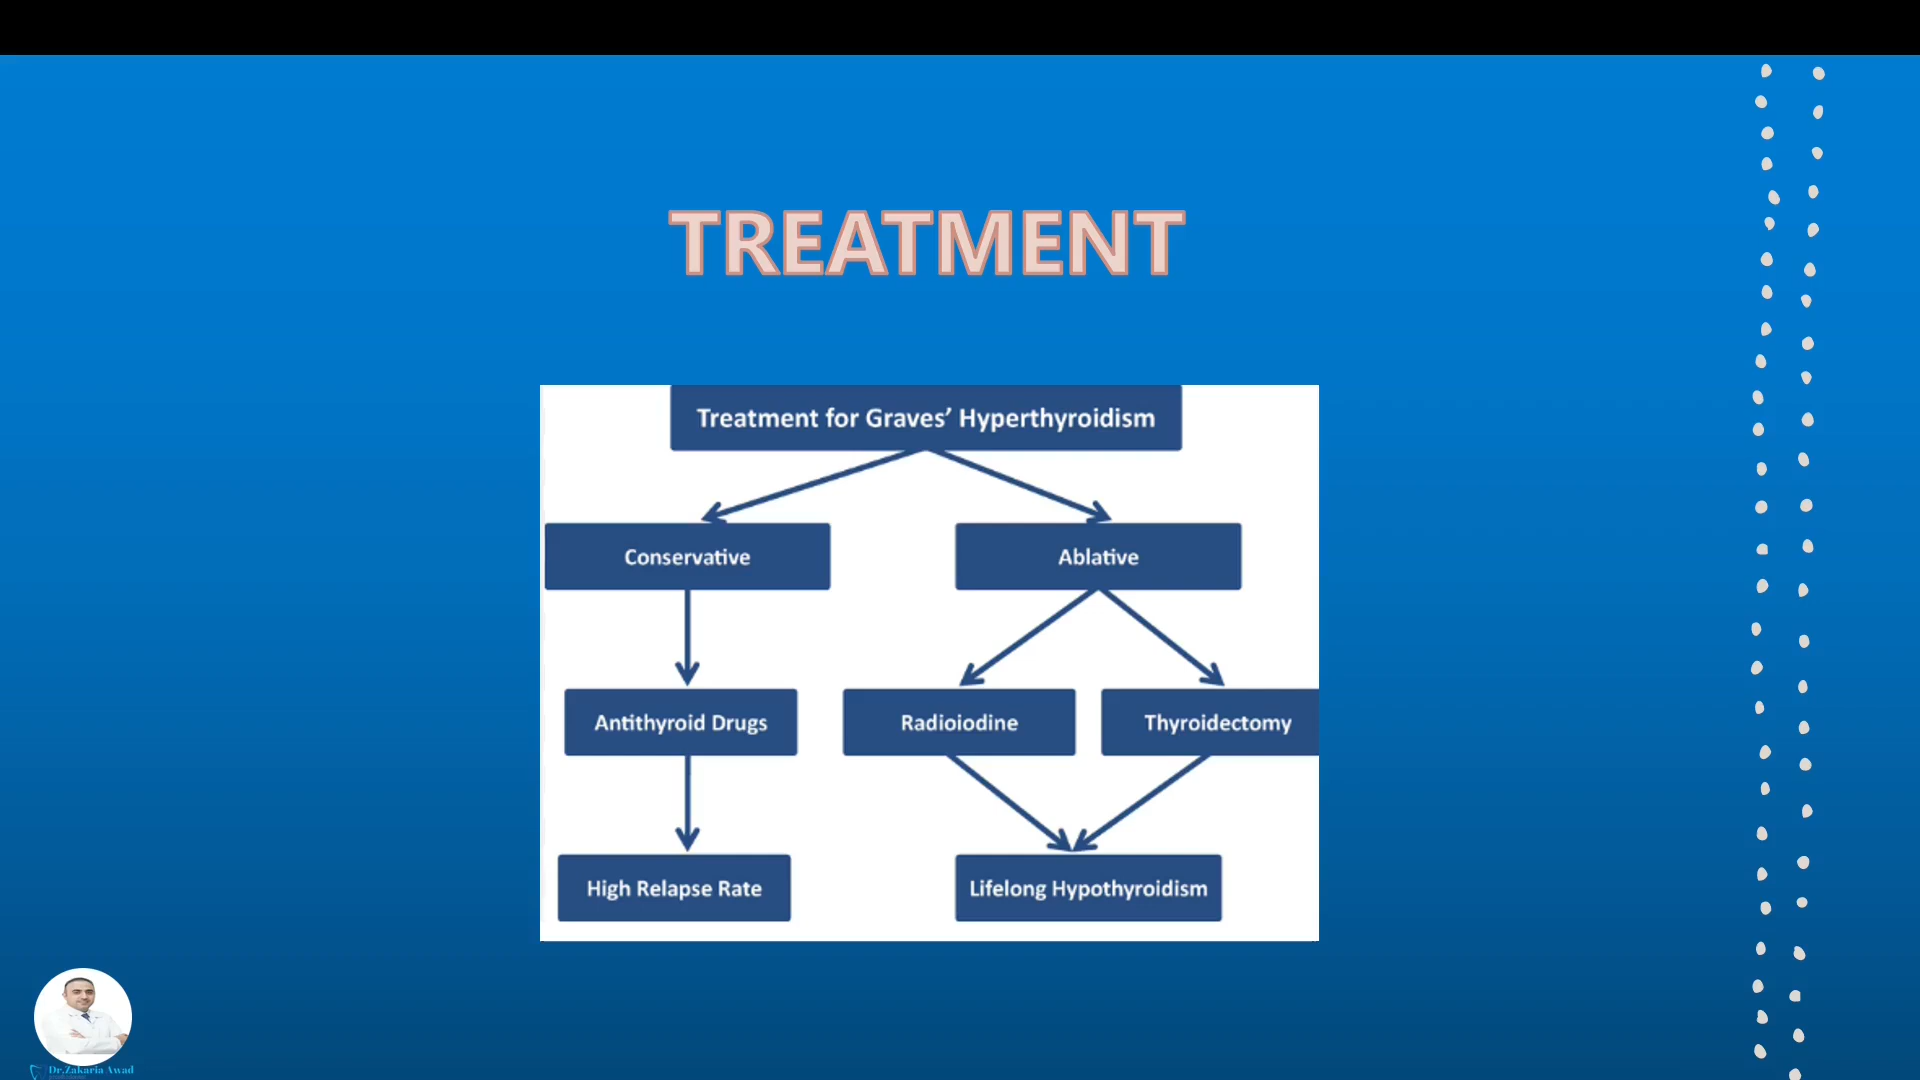 TREATMENT
Treatment for Graves’ Hyperthyroidism
Conservative
Ablative
Antithyroid Drugs
Radioiodine
Thyroidectomy
High Relapse Rate
Lifelong Hypothyroidism
Dr.Zakaria Awad